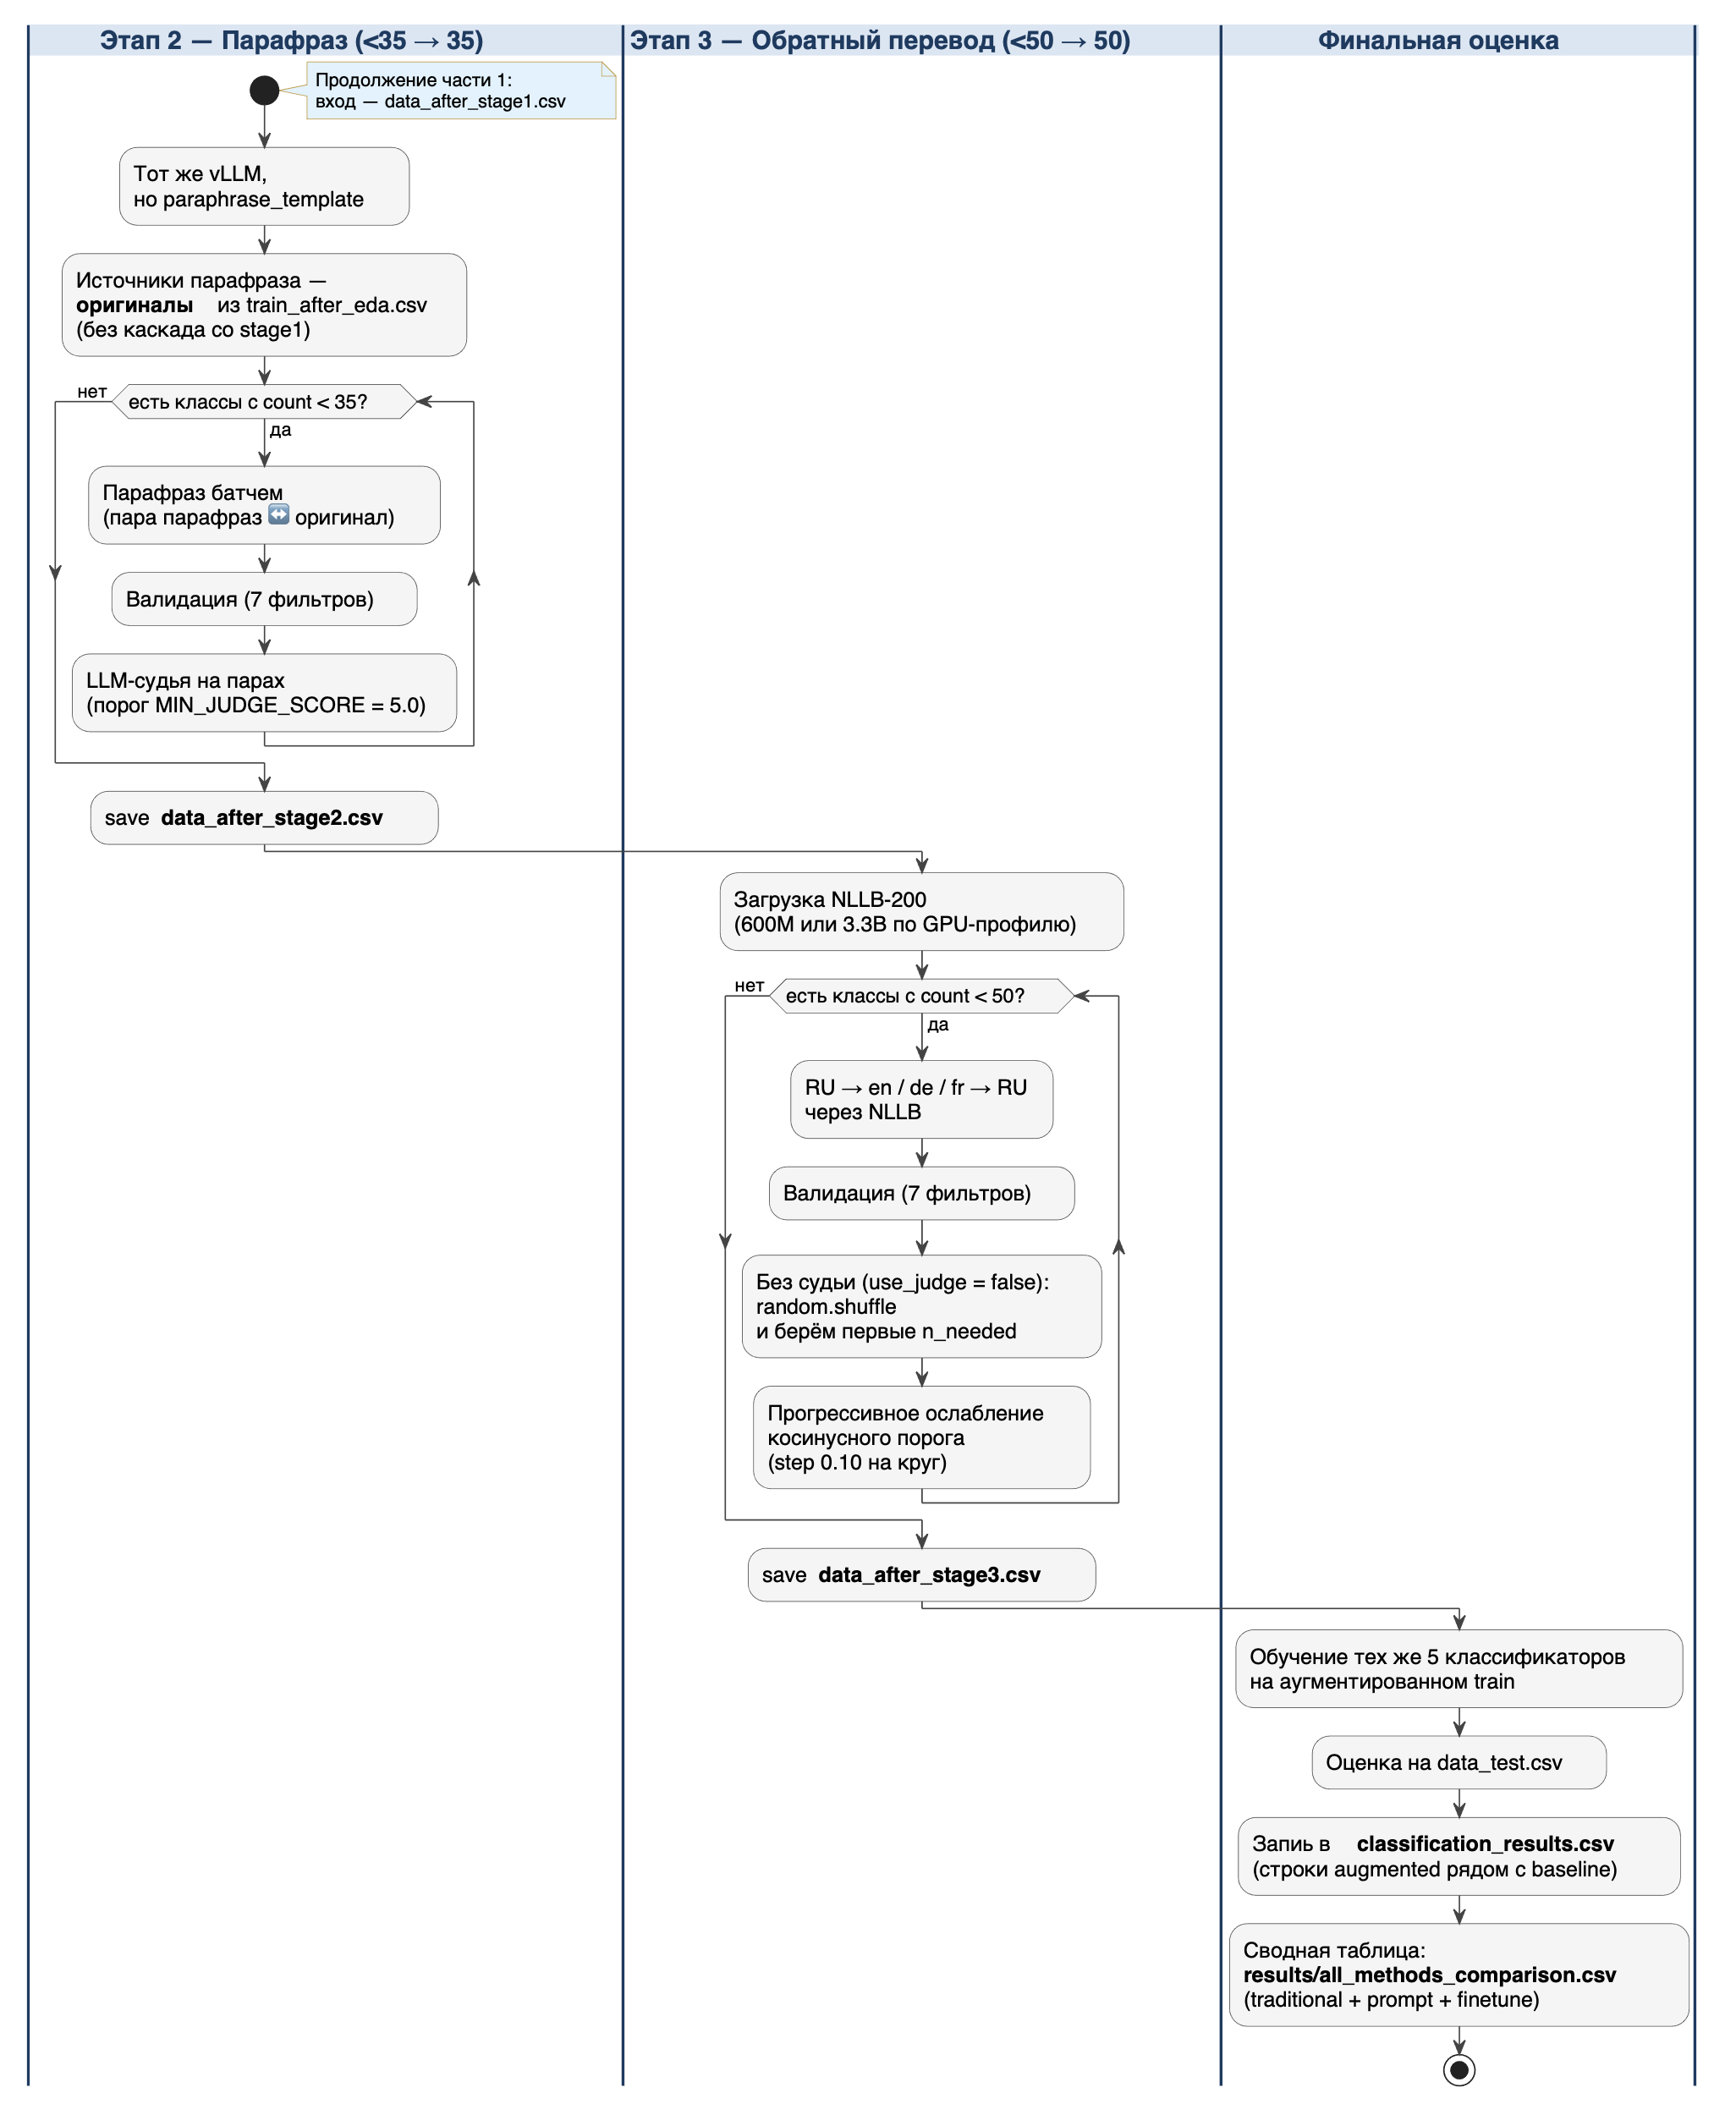 Этап 2 — Парафраз (<35 → 35)
Этап 3 — Обратный перевод (<50 → 50)
Финальная оценка
Продолжение части 1:
вход — data_after_stage1.csv
Тот же vLLM,
но paraphrase_template
Источники парафраза —
оригиналы из train_after_eda.csv
(без каскада со stage1)
нет
есть классы с count < 35?
да
Парафраз батчем
(пара парафраз ↔️ оригинал)
Валидация (7 фильтров)
LLM-судья на парах
(порог MIN_JUDGE_SCORE = 5.0)
save data_after_stage2.csv
Загрузка NLLB-200
(600M или 3.3B по GPU-профилю)
нет
есть классы с count < 50?
да
RU → en / de / fr → RU
через NLLB
Валидация (7 фильтров)
Без судьи (use_judge = false):
random.shuffle
и берём первые n_needed
Прогрессивное ослабление
косинусного порога
(step 0.10 на круг)
save data_after_stage3.csv
Обучение тех же 5 классификаторов
на аугментированном train
Оценка на data_test.csv
Запиь в classification_results.csv
(строки augmented рядом с baseline)
Сводная таблица:
results/all_methods_comparison.csv
(traditional + prompt + finetune)